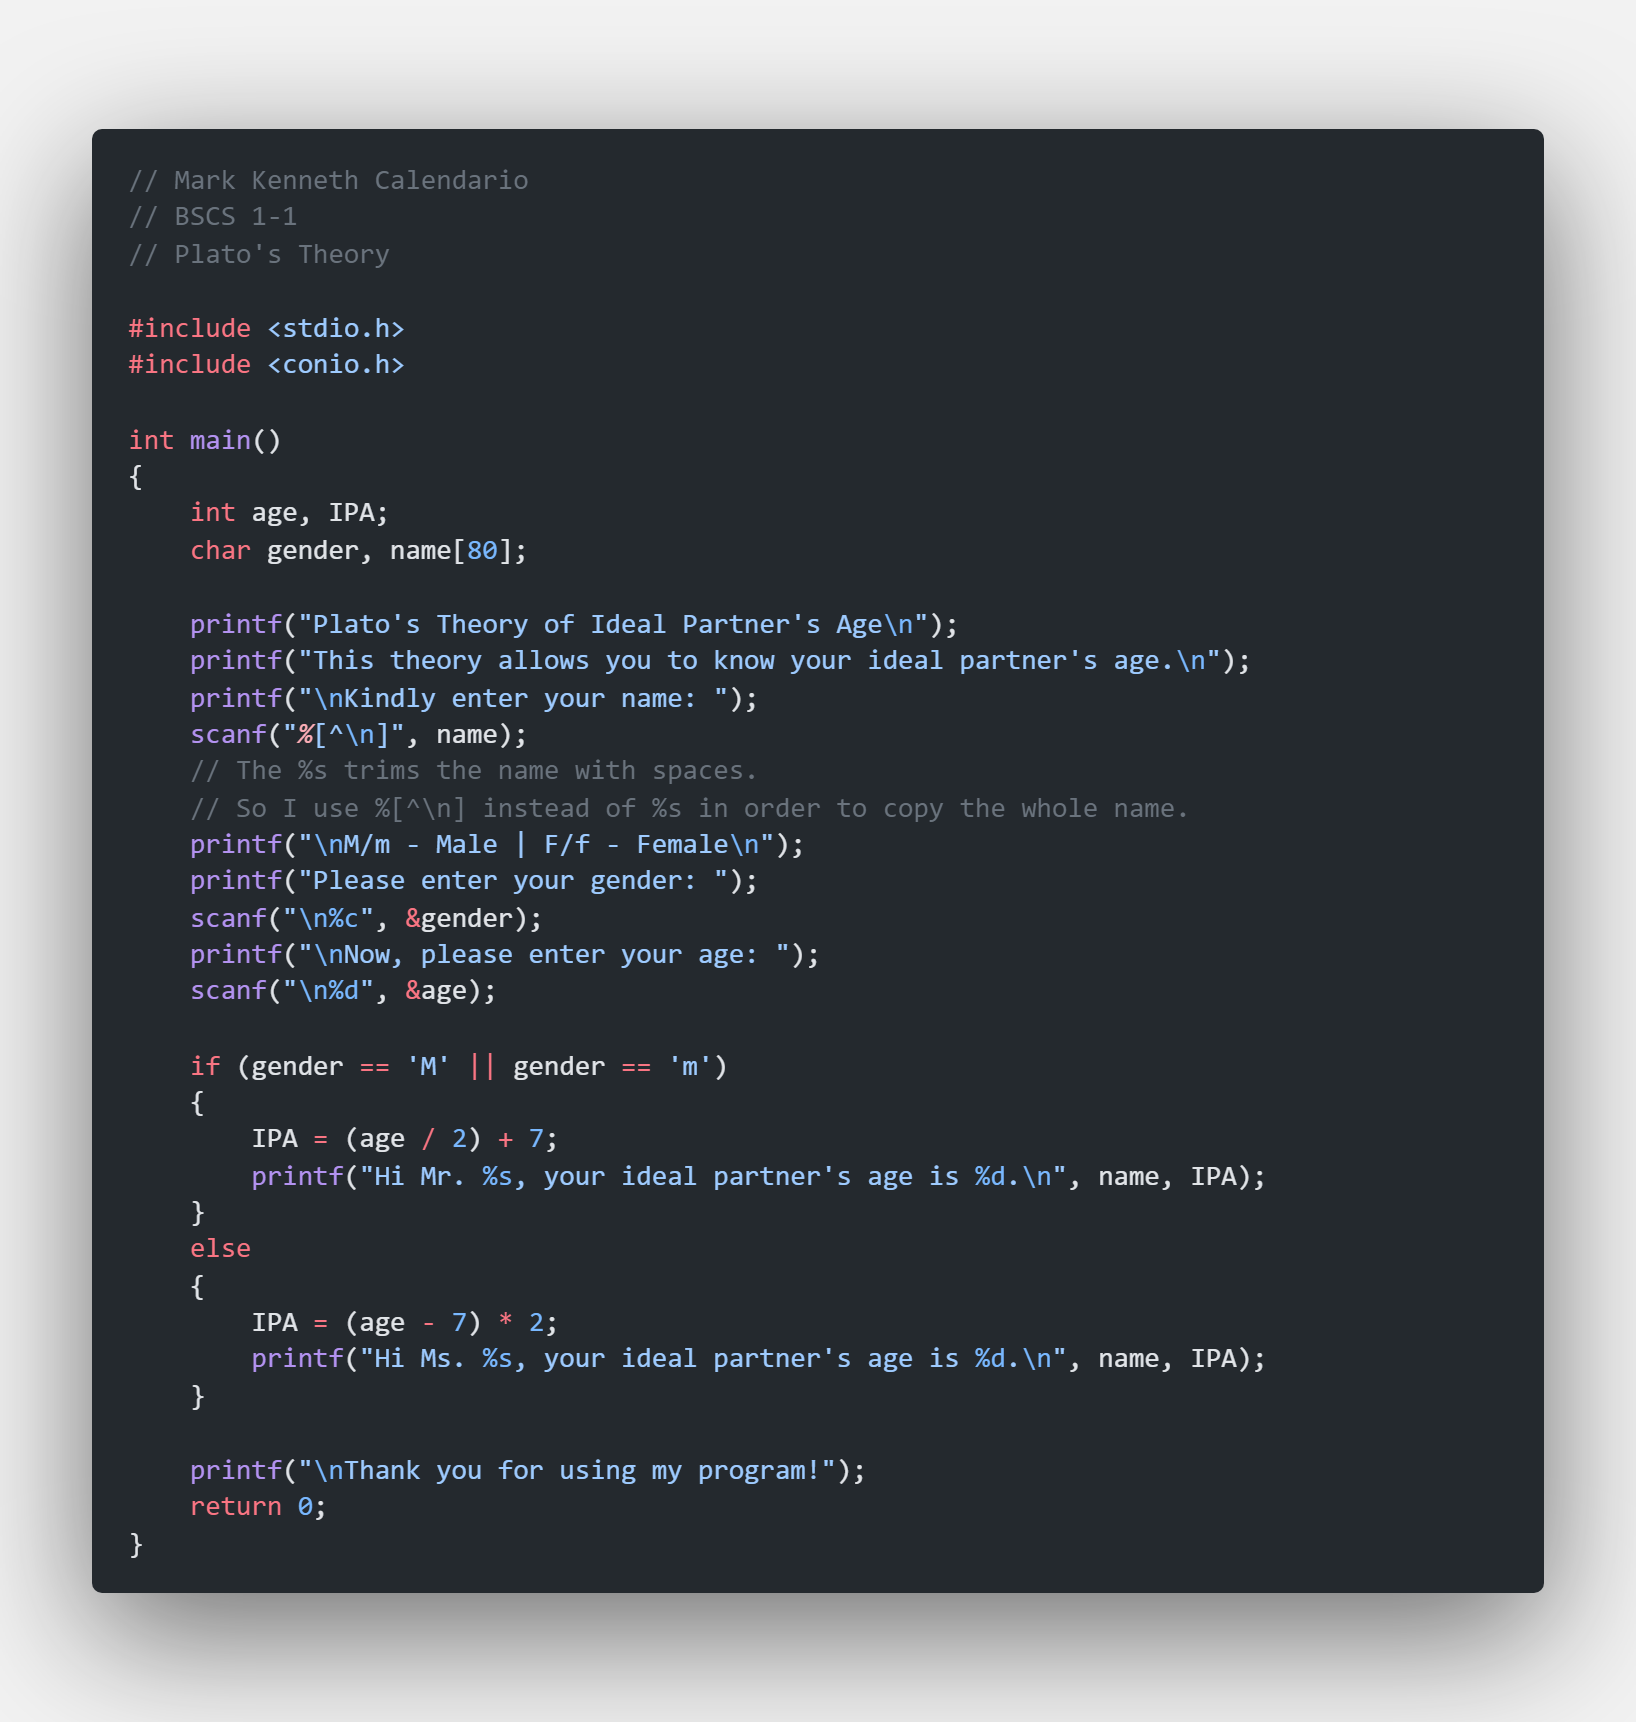 // Mark Kenneth Calendario
// BSCS 1-1
// Plato's Theory

#include <stdio.h>
#include <conio.h>

int main()
{
    int age, IPA;
    char gender, name[80];

    printf("Plato's Theory of Ideal Partner's Age\n");
    printf("This theory allows you to know your ideal partner's age.\n");
    printf("\nKindly enter your name: ");
    scanf("%[^\n]", name);
    // The %s trims the name with spaces.
    // So I use %[^\n] instead of %s in order to copy the whole name.
    printf("\nM/m - Male | F/f - Female\n");
    printf("Please enter your gender: ");
    scanf("\n%c", &gender);
    printf("\nNow, please enter your age: ");
    scanf("\n%d", &age);

    if (gender == 'M' || gender == 'm')
    {
        IPA = (age / 2) + 7;
        printf("Hi Mr. %s, your ideal partner's age is %d.\n", name, IPA);
    }
    else
    {
        IPA = (age - 7) * 2;
        printf("Hi Ms. %s, your ideal partner's age is %d.\n", name, IPA);
    }

    printf("\nThank you for using my program!");
    return 0;
}